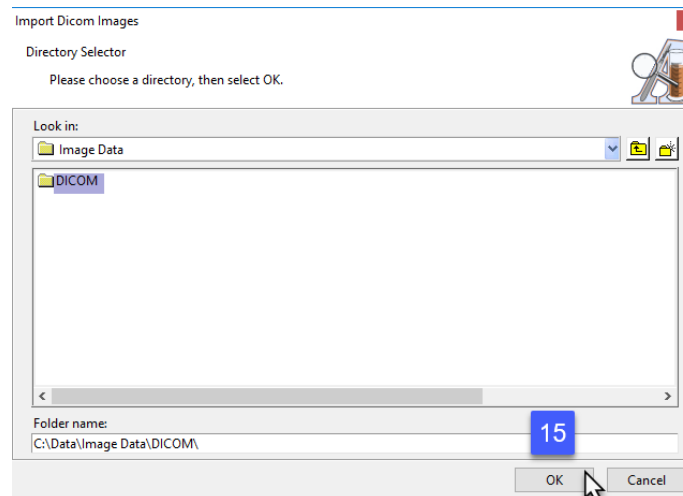 Import Dicom Images
Directory Selector
Please choose a directory, then select OK.
Look in:
Image Data
DICOM
Folder name:
C:\Data\Image Data\DICOM\
15
OK
Cancel